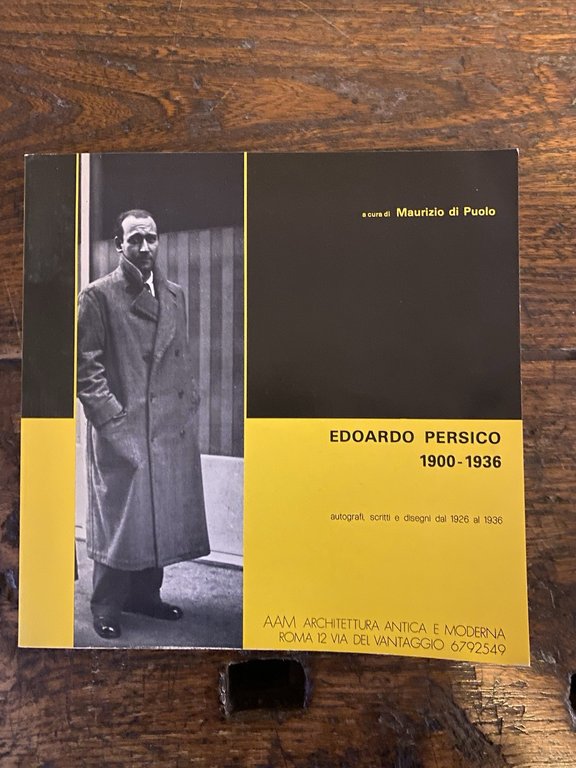 a cura di Maurizio di Puolo
EDOARDO PERSICO
1900-1936
autografi, scritti e disegni dal 1926 al 1936
AAM ARCHITETTURA ANTICA E MODERNA
ROMA 12 VIA DEL VANTAGGIO 6792549